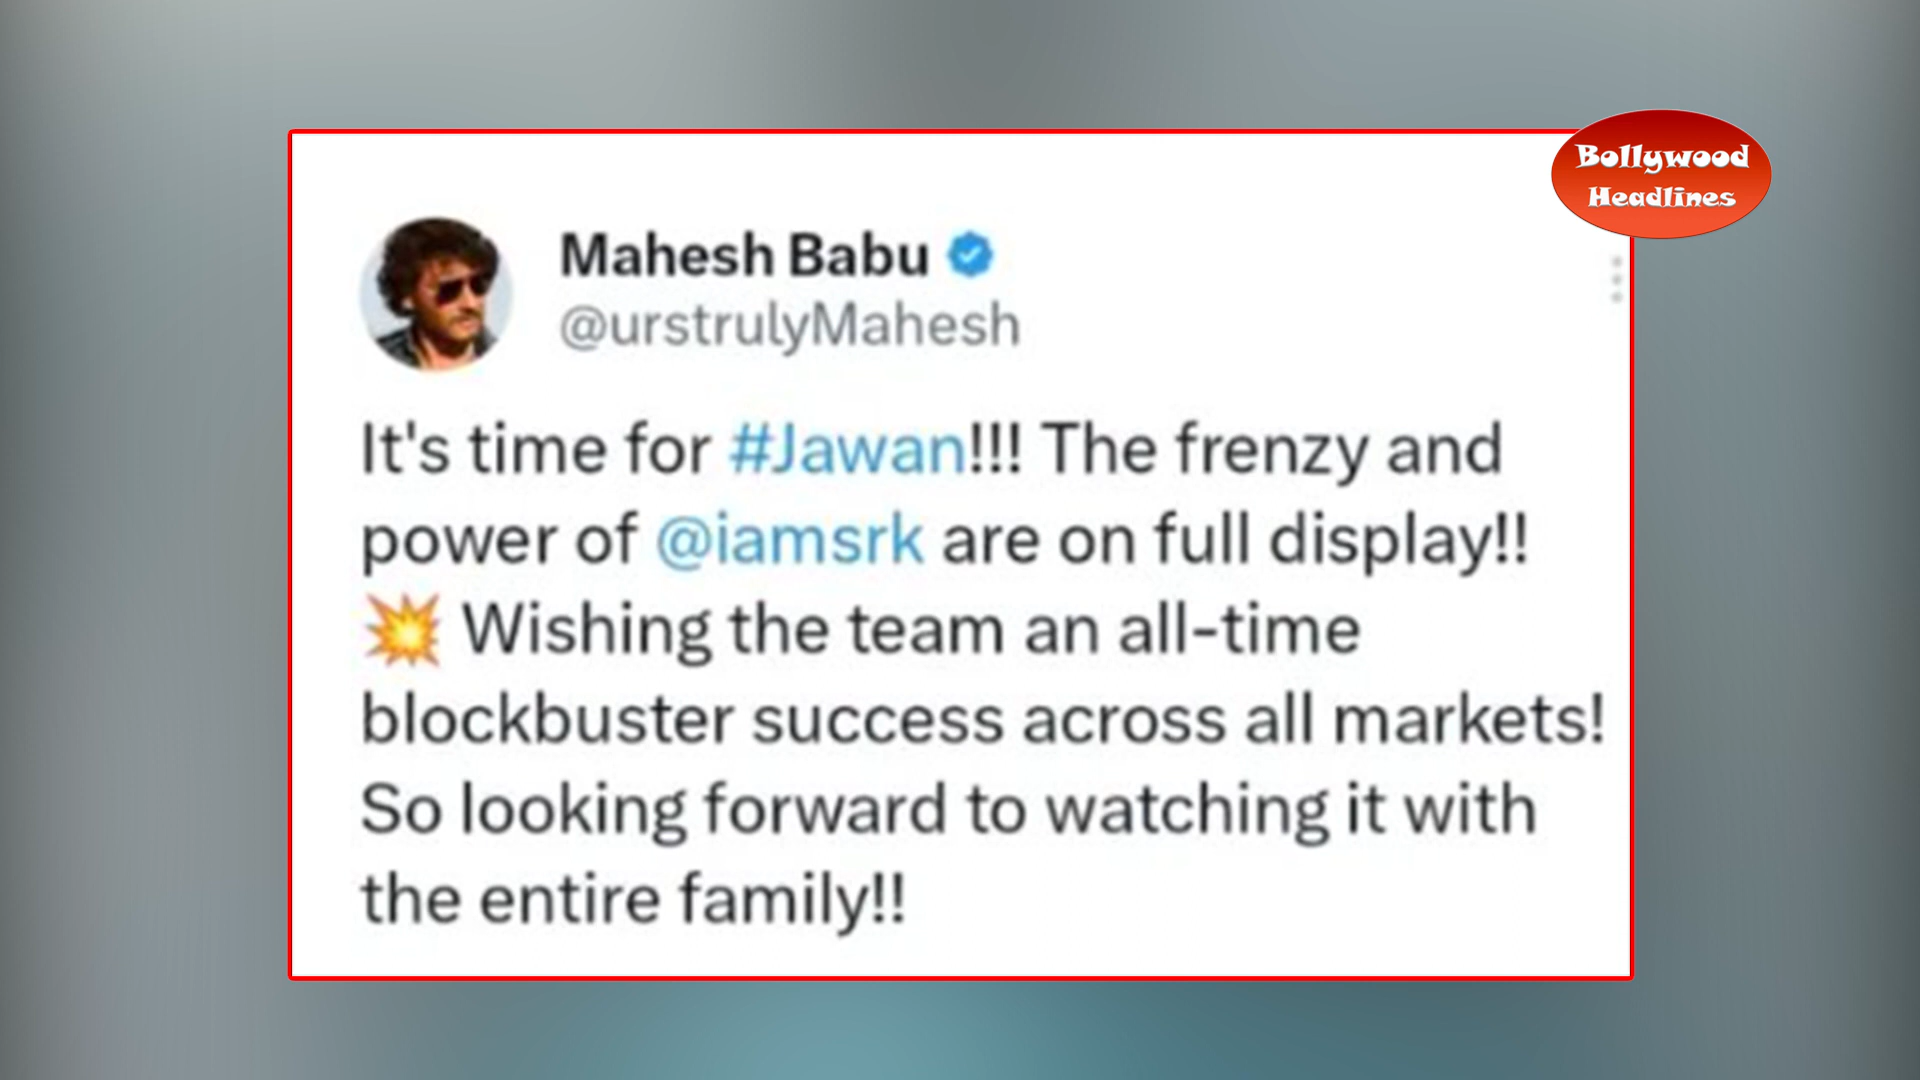 Bollywood
Headlines
Mahesh Babu
@urstrulyMahesh
It's time for #Jawan!!! The frenzy and
power of @iamsrk are on full display!!
💥 Wishing the team an all-time
blockbuster success across all markets!
So looking forward to watching it with
the entire family!!